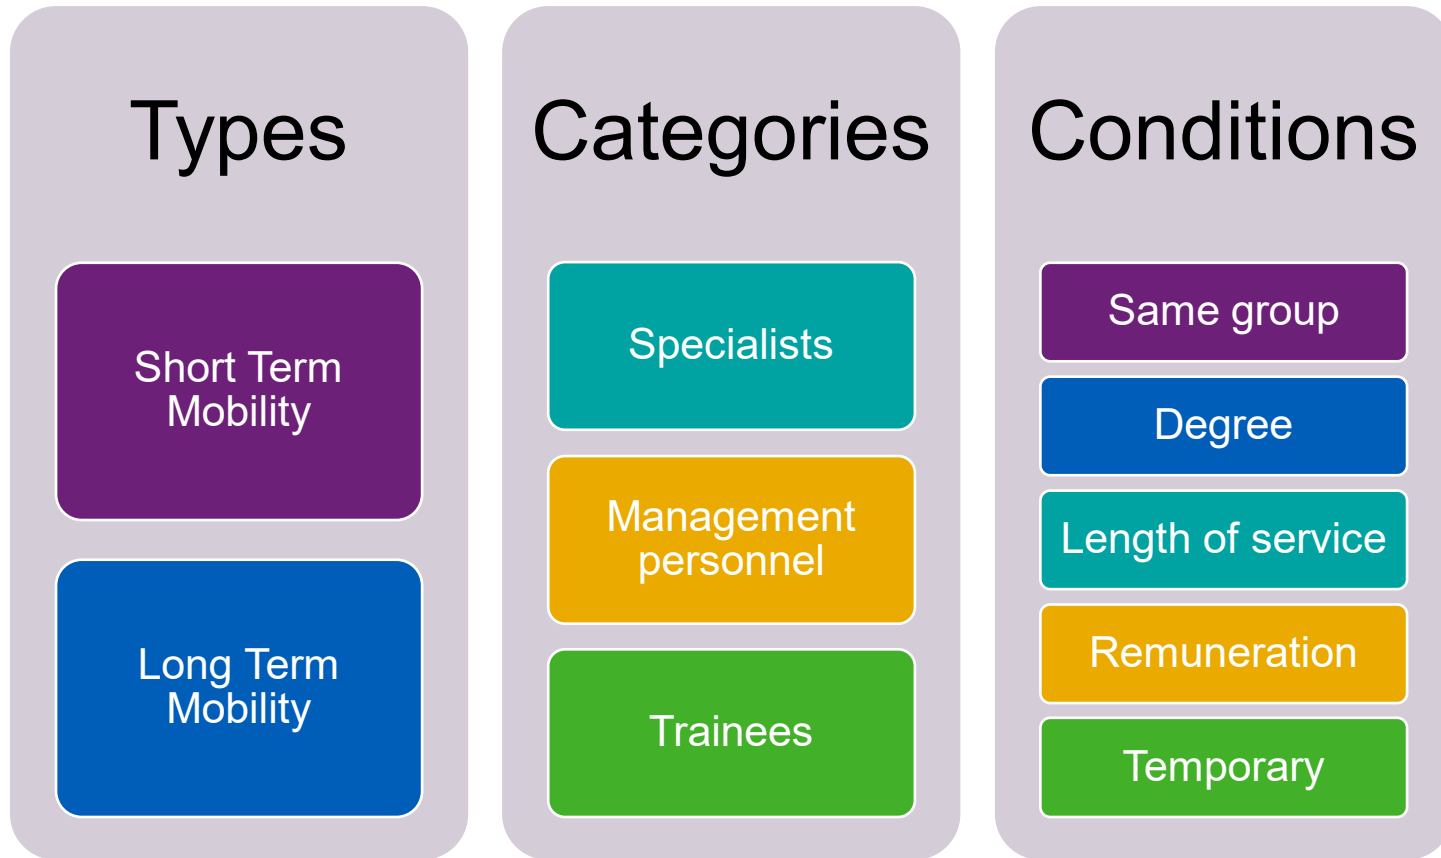 Types
Short Term
Mobility
Long Term
Mobility
Categories
Specialists
Management
personnel
Trainees
Conditions
Same group
Degree
Length of service
Remuneration
Temporary